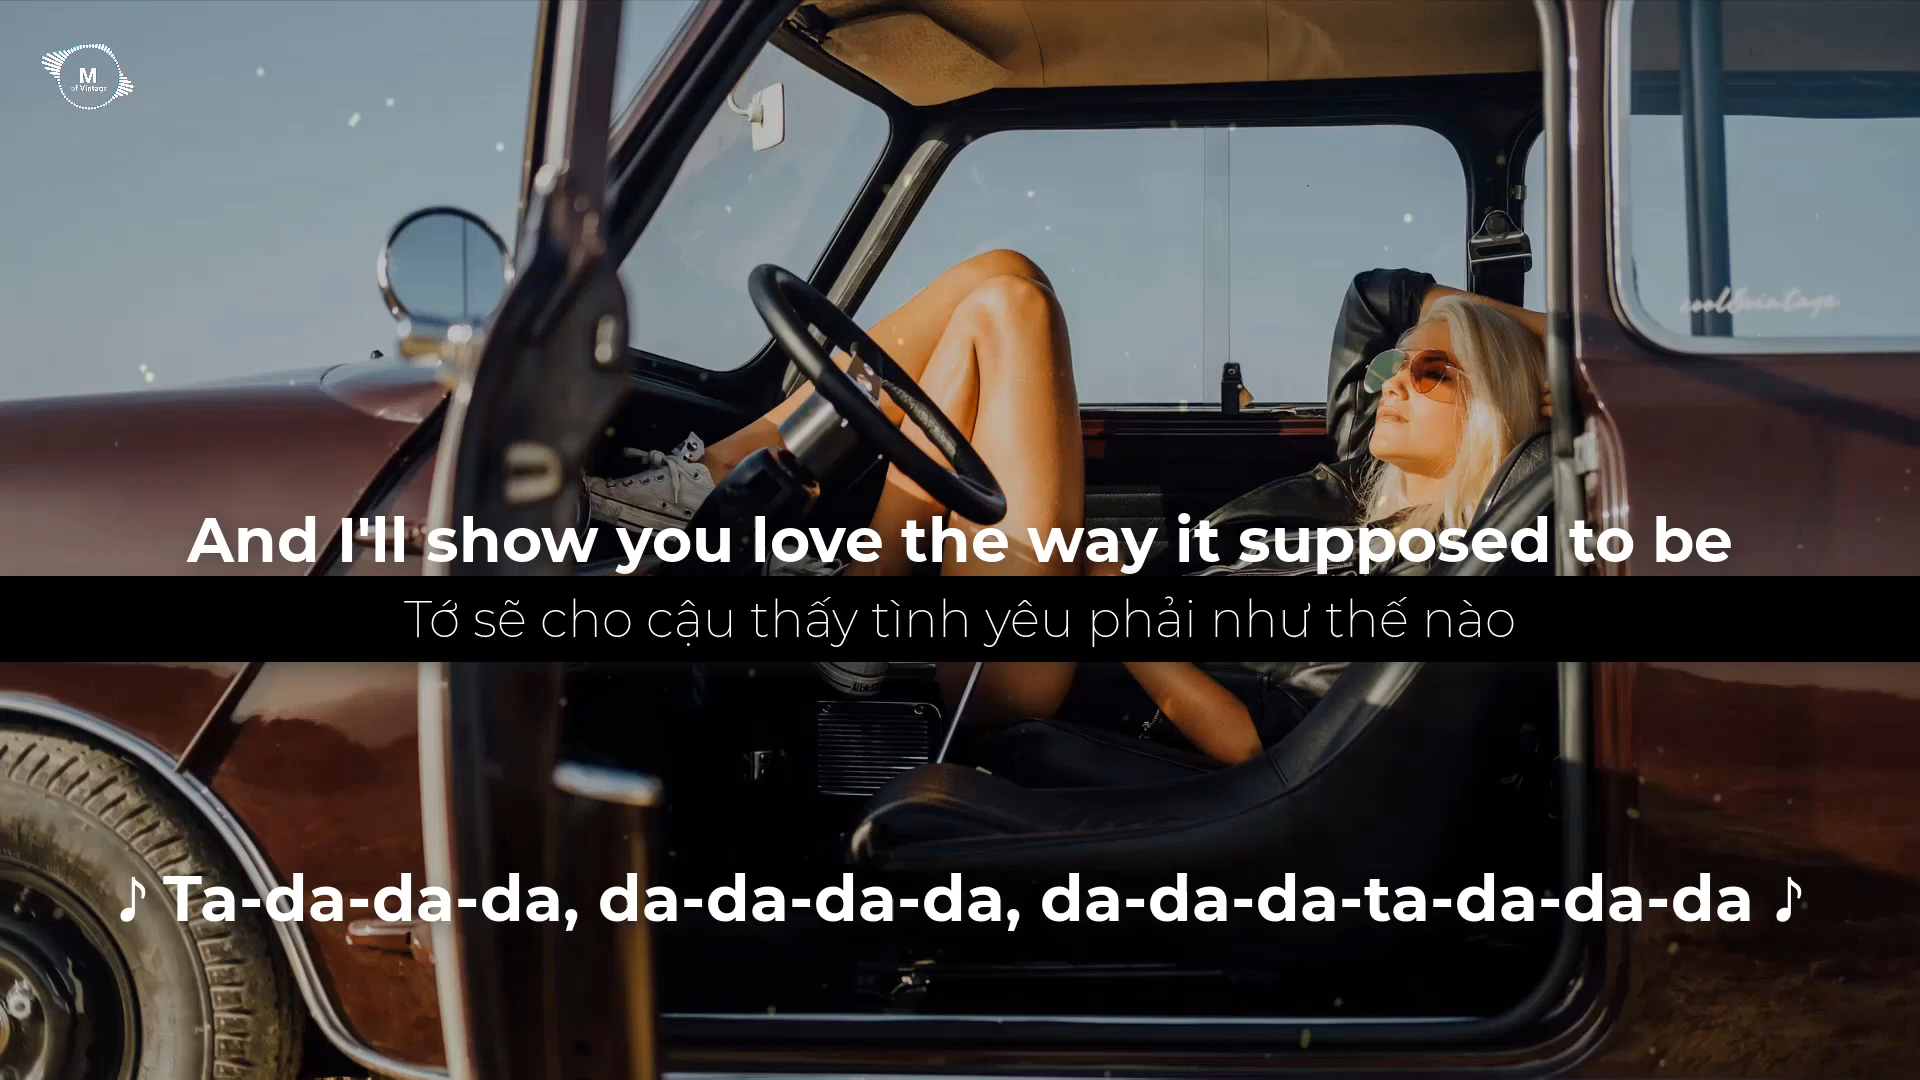 M
of Vintage
cool&vintage
And I'll show you love the way it supposed to be
Tớ sẽ cho cậu thấy tình yêu phải như thế nào
♪ Ta-da-da-da, da-da-da-da, da-da-da-ta-da-da-da ♪